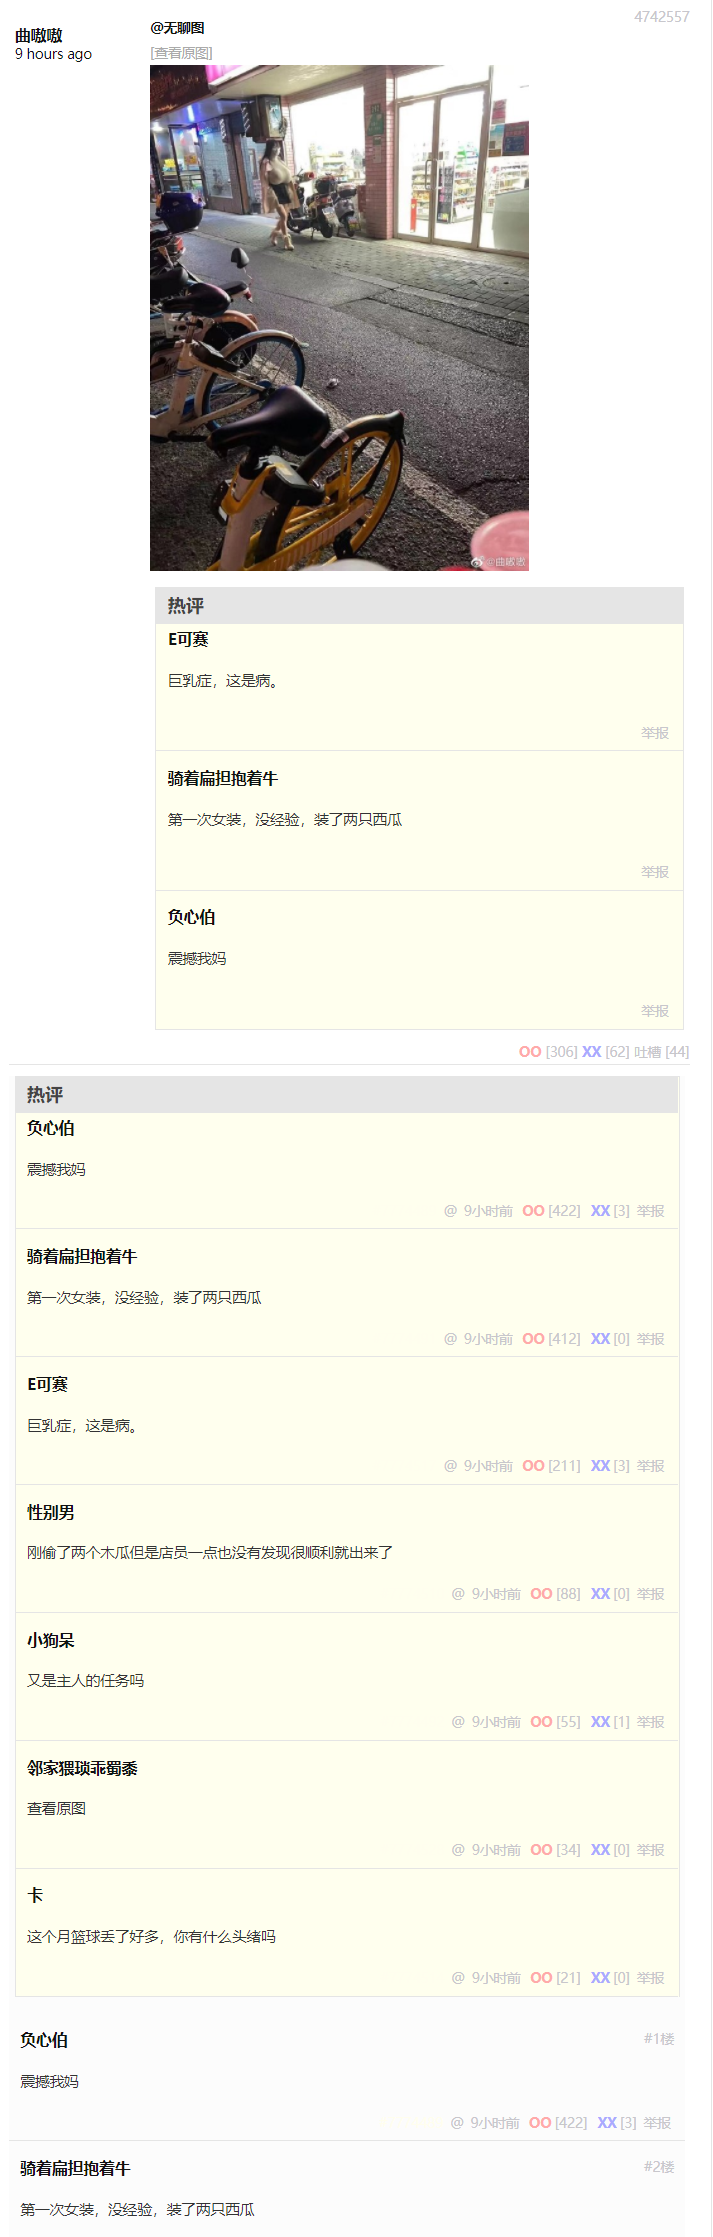 4742557
曲嗷嗷
9 hours ago
@无聊图
[查看原图]
@曲嗷嗷
热评
E可赛
巨乳症，这是病。
举报
骑着扁担抱着牛
第一次女装，没经验，装了两只西瓜
举报
负心伯
震撼我妈
举报
OO [306] XX [62] 吐槽 [44]
热评
负心伯
震撼我妈
@ 9小时前 OO [422] XX [3] 举报
骑着扁担抱着牛
第一次女装，没经验，装了两只西瓜
@ 9小时前 OO [412] XX [0] 举报
E可赛
巨乳症，这是病。
@ 9小时前 OO [211] XX [3] 举报
性别男
刚偷了两个木瓜但是店员一点也没有发现很顺利就出来了
@ 9小时前 OO [88] XX [0] 举报
小狗呆
又是主人的任务吗
@ 9小时前 OO [55] XX [1] 举报
邻家猥琐乖蜀黍
查看原图
@ 9小时前 OO [34] XX [0] 举报
卡
这个月篮球丢了好多，你有什么头绪吗
@ 9小时前 OO [21] XX [0] 举报
负心伯
#1楼
震撼我妈
@ 9小时前 OO [422] XX [3] 举报
骑着扁担抱着牛
#2楼
第一次女装，没经验，装了两只西瓜